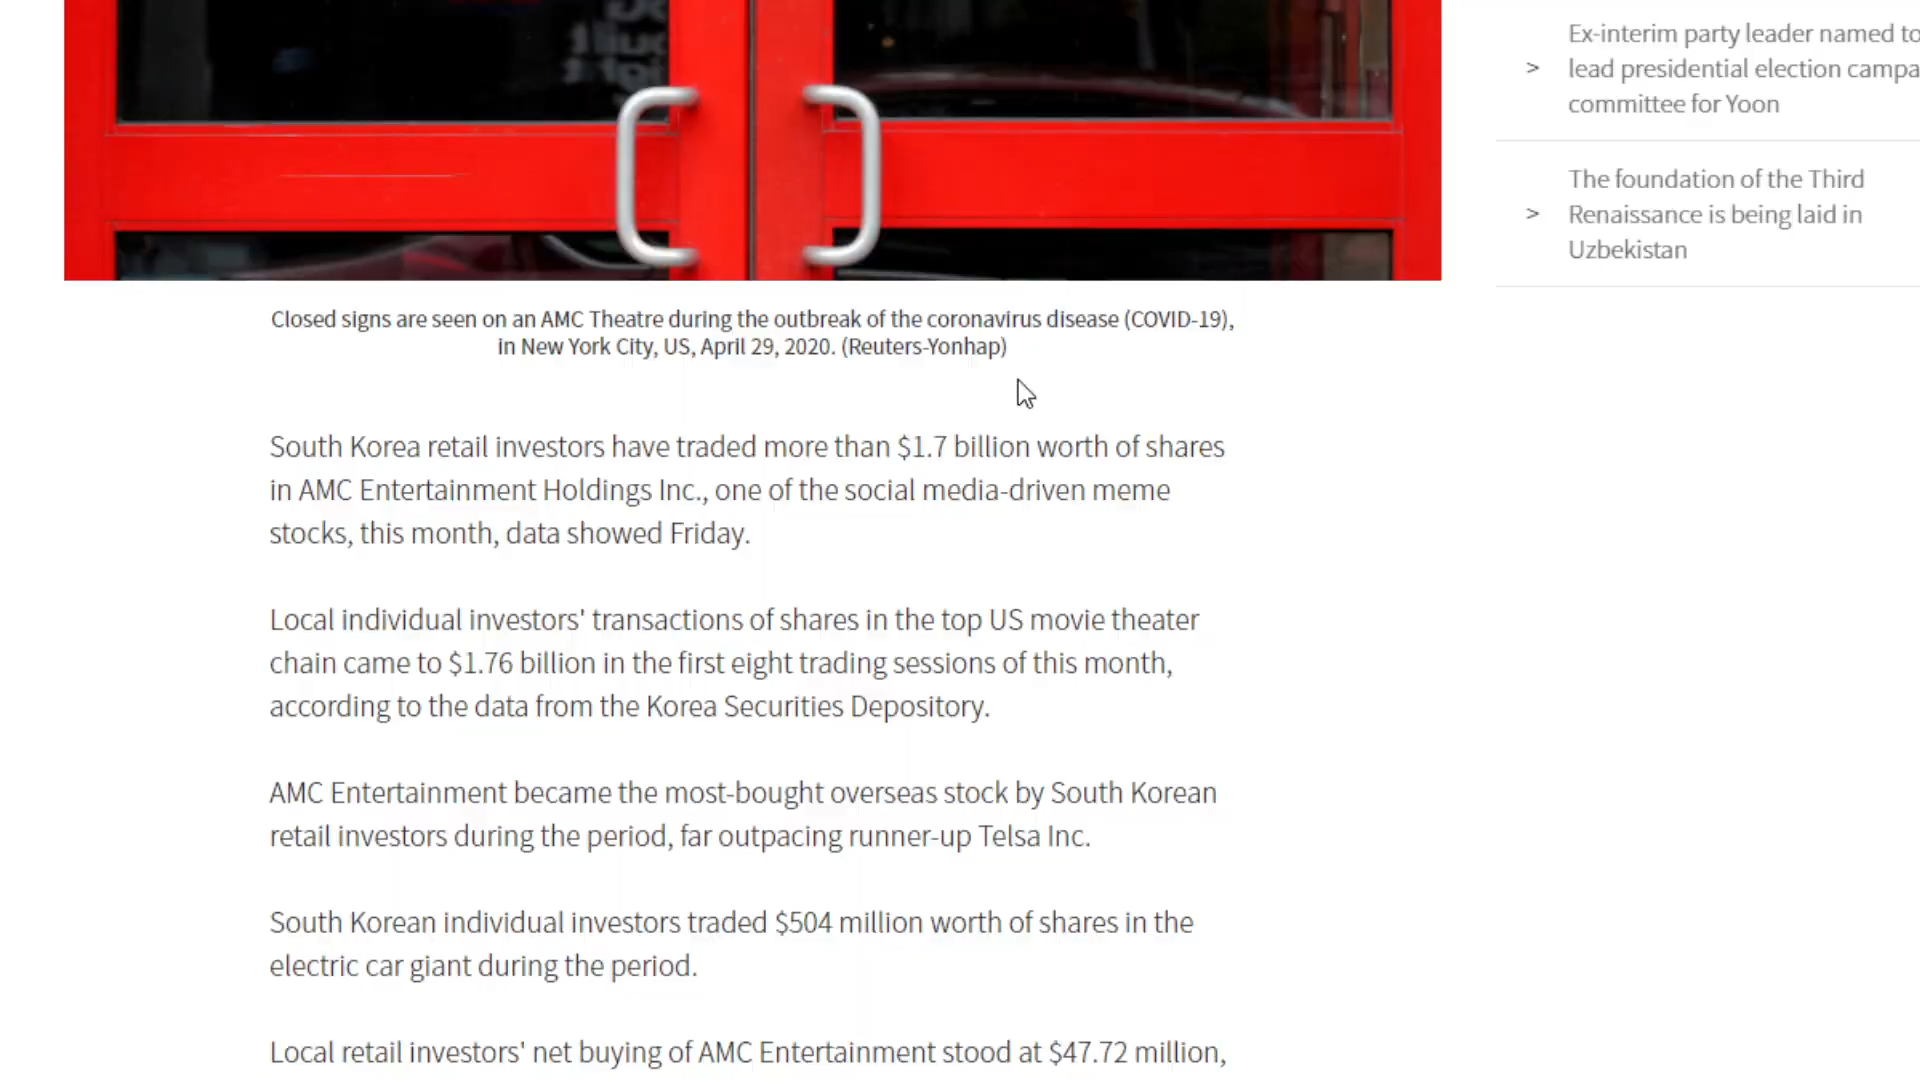 Ex-interim party leader named to
> lead presidential election campa
committee for Yoon
The foundation of the Third
> Renaissance is being laid in
Uzbekistan
Closed signs are seen on an AMC Theatre during the outbreak of the coronavirus disease (COVID-19),
in New York City, US, April 29, 2020. (Reuters-Yonhap)
South Korea retail investors have traded more than $1.7 billion worth of shares
in AMC Entertainment Holdings Inc., one of the social media-driven meme
stocks, this month, data showed Friday.
Local individual investors' transactions of shares in the top US movie theater
chain came to $1.76 billion in the first eight trading sessions of this month,
according to the data from the Korea Securities Depository.
AMC Entertainment became the most-bought overseas stock by South Korean
retail investors during the period, far outpacing runner-up Telsa Inc.
South Korean individual investors traded $504 million worth of shares in the
electric car giant during the period.
Local retail investors' net buying of AMC Entertainment stood at $47.72 million,